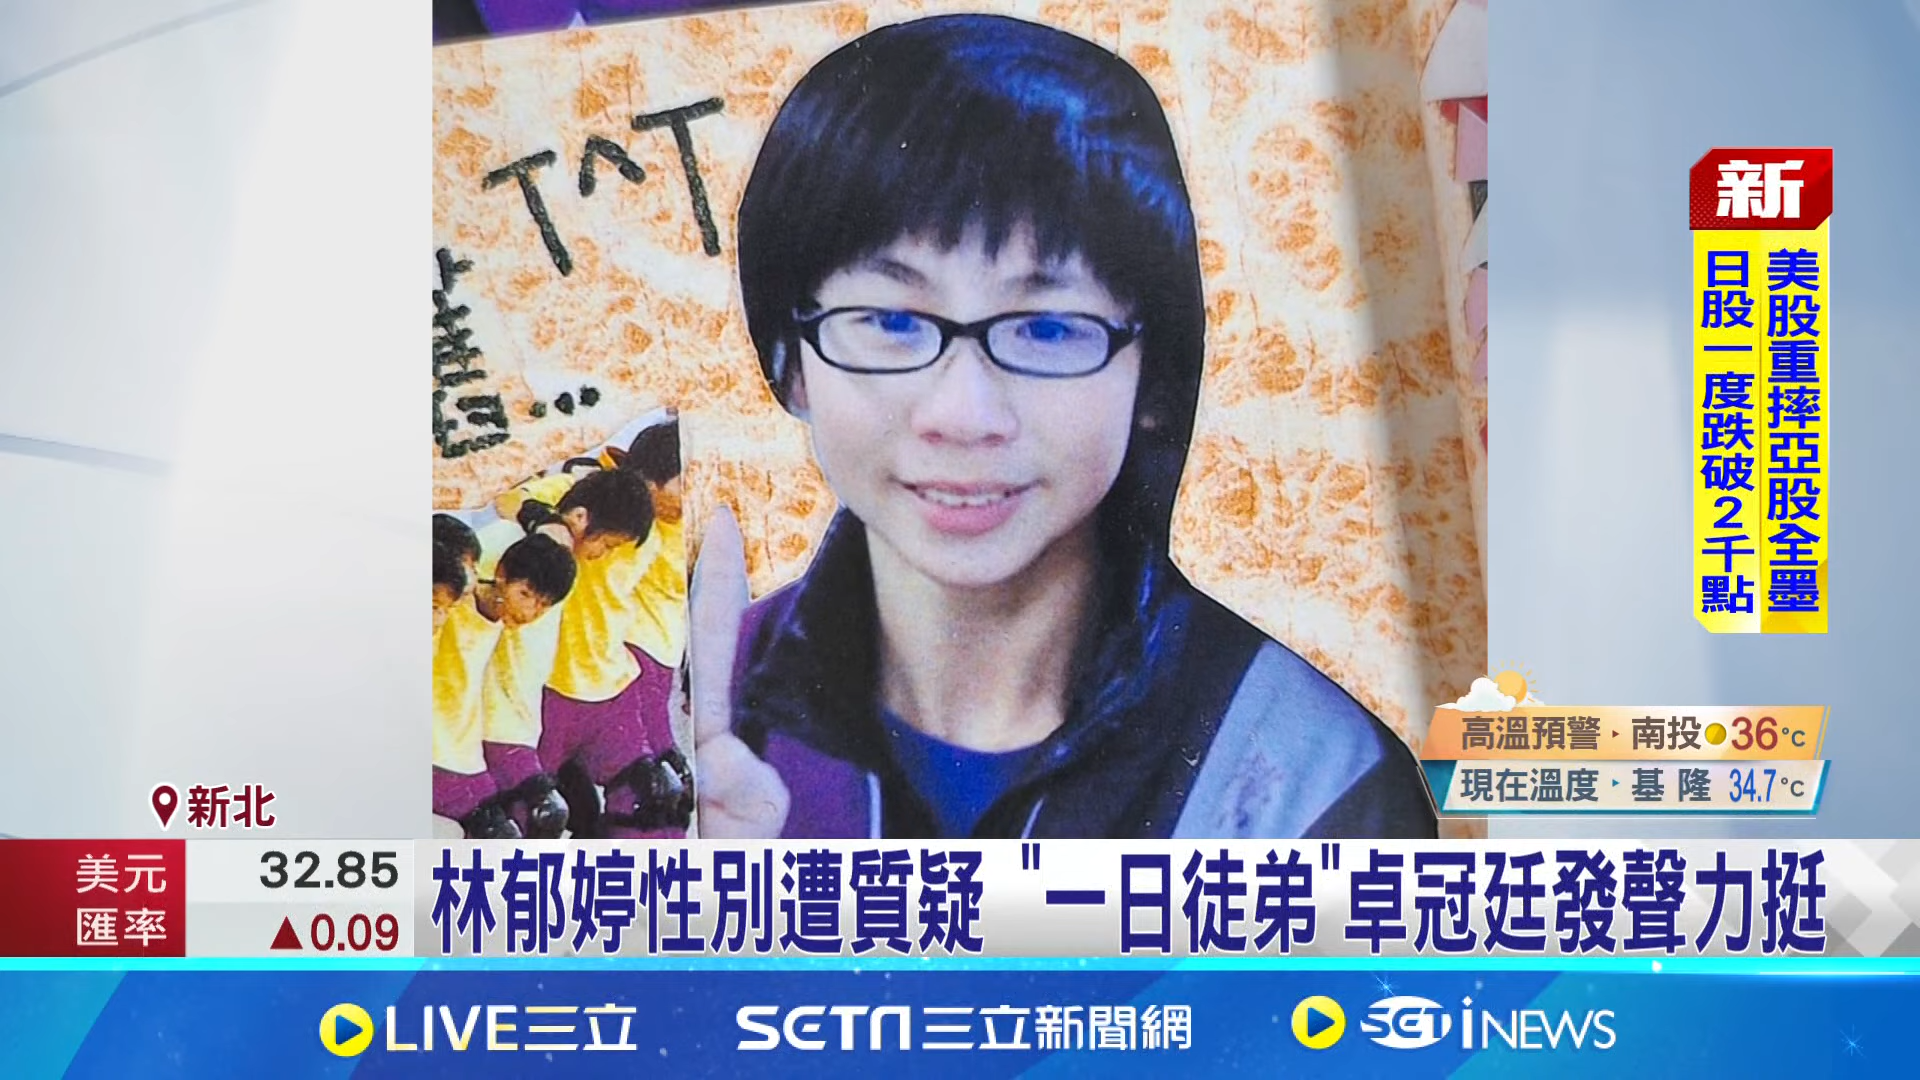 TAT
新
美股重摔亞股全墨
日股一度跌破2千點
高溫預警‧南投 36°c
現在溫度‧基隆 34.7°c
新北
美元
匯率
32.85
▲0.09
林郁婷性別遭質疑 "一日徒弟"卓冠廷發聲力挺
LIVE三立
SETN三立新聞網
SETiNEWS